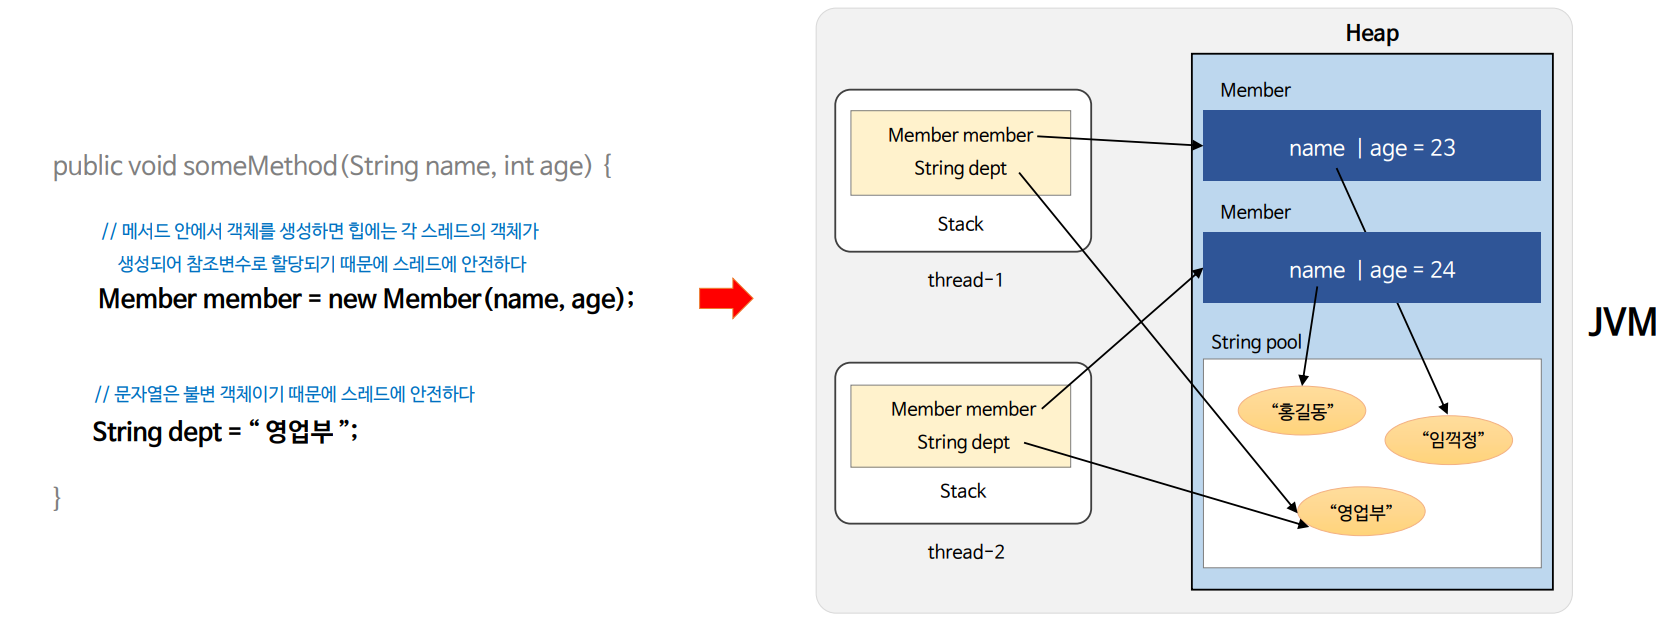 public void someMethod(String name, int age) {
// 메서드 안에서 객체를 생성하면 힙에는 각 스레드의 객체가
생성되어 참조변수로 할당되기 때문에 스레드에 안전하다
Member member = new Member(name, age);
// 문자열은 불변 객체이기 때문에 스레드에 안전하다
String dept = “ 영업부 ”;
}
Member member
String dept
Stack
thread-1
Member member
String dept
Stack
thread-2
Heap
Member
name | age = 23
Member
name | age = 24
String pool
“홍길동”
“임꺽정”
“영업부”
JVM